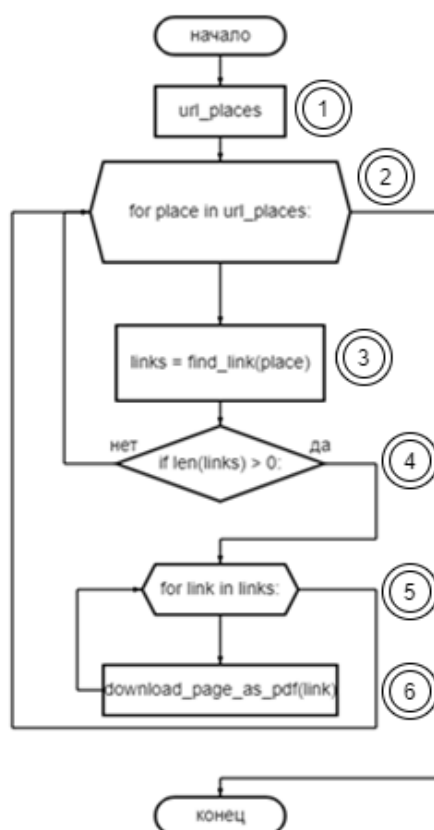 начало
url_places
1
2
for place in url_places:
links = find_link(place)
3
нет
да
if len(links) > 0:
4
for link in links:
5
download_page_as_pdf(link)
6
конец